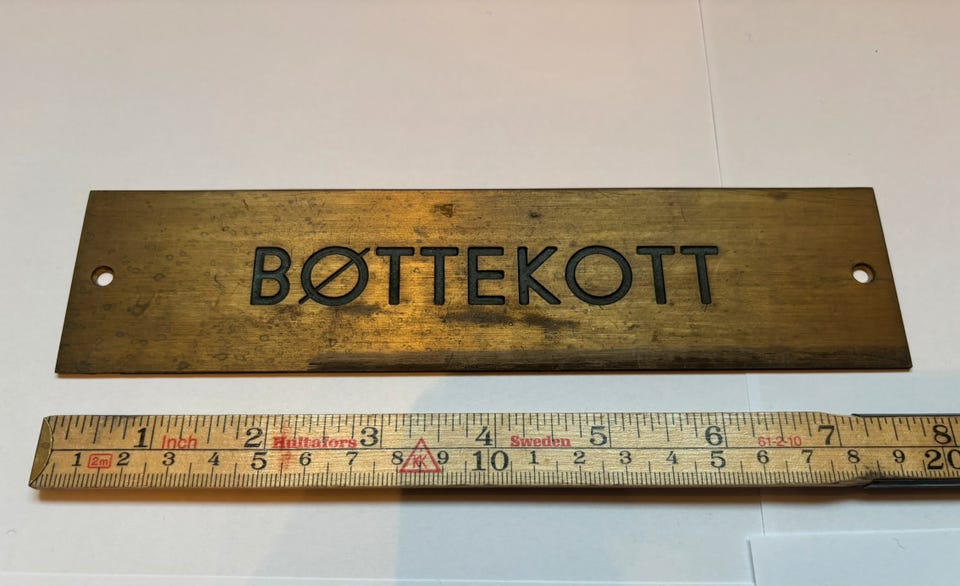 BØTTEKOTT
1 Inch 2 Hultafors 3 4 Sweden 5 6 61-2-10 7 8
1 2m 2 3 4 5 6 7 8 KK 9 10 1 2 3 4 5 6 7 8 9 20